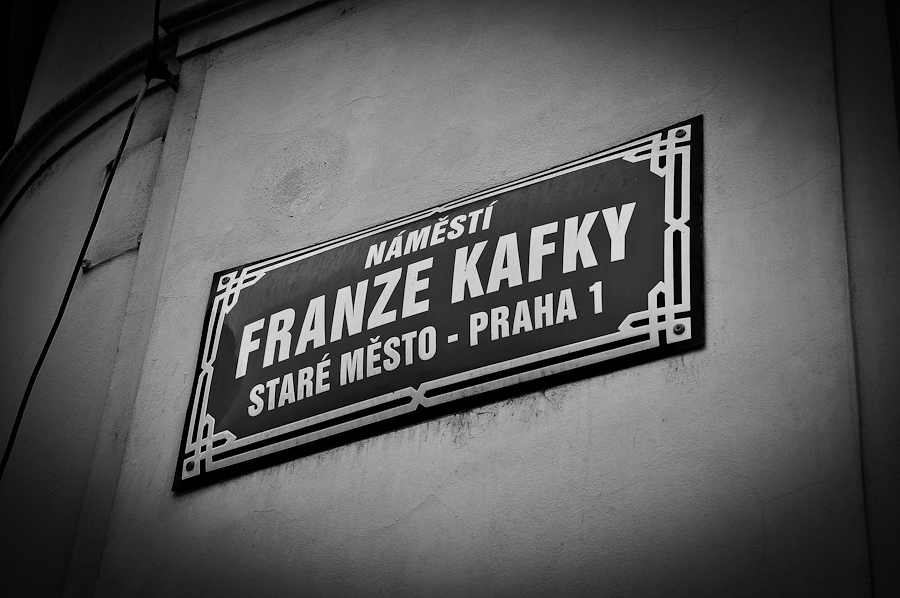 NÁMĚSTÍ
FRANZE KAFKY
STARÉ MĚSTO - PRAHA 1